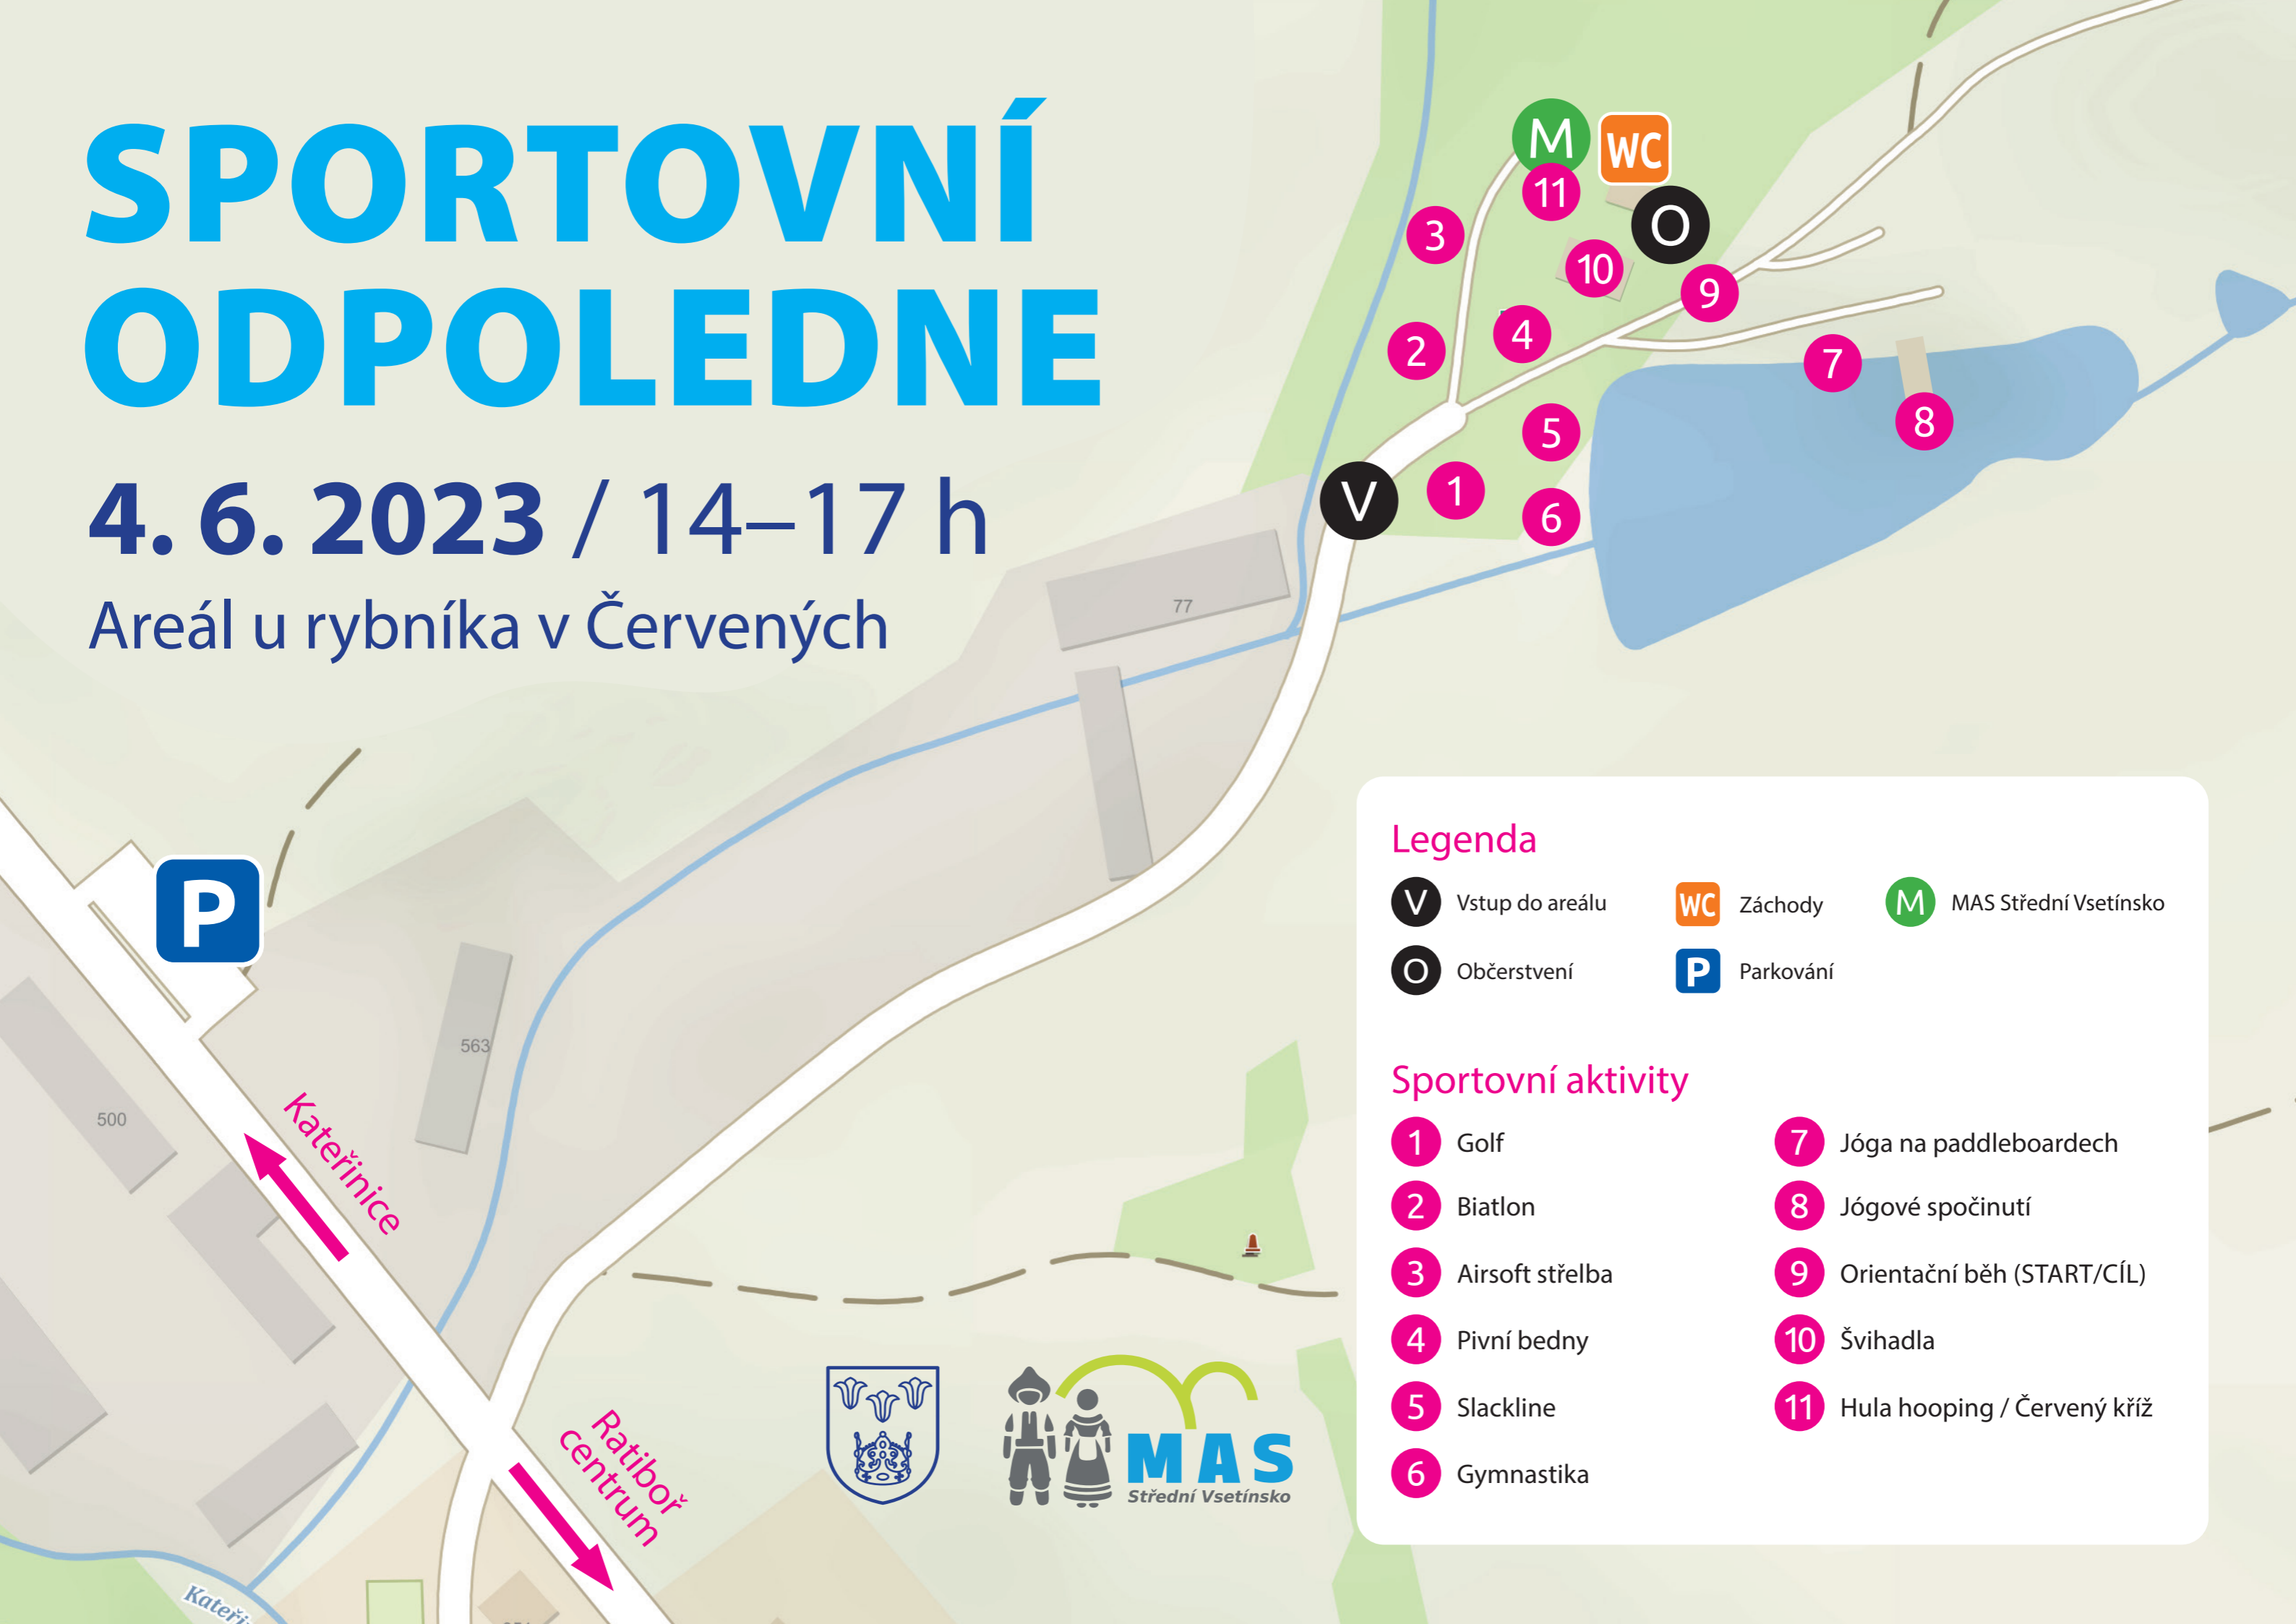 SPORTOVNÍ
ODPOLEDNE
4. 6. 2023 / 14–17 h
Areál u rybníka v Červených
M
WC
11
3
O
10
9
4
2
7
8
5
V
1
6
77
P
563
500
Kateřinice
Ratiboř
centrum
MAS
Střední Vsetínsko
Legenda
V Vstup do areálu
WC Záchody
M MAS Střední Vsetínsko
O Občerstvení
P Parkování
Sportovní aktivity
1 Golf
2 Biatlon
3 Airsoft střelba
4 Pivní bedny
5 Slackline
6 Gymnastika
7 Jóga na paddleboardech
8 Jógové spočinutí
9 Orientační běh (START/CÍL)
10 Švihadla
11 Hula hooping / Červený kříž